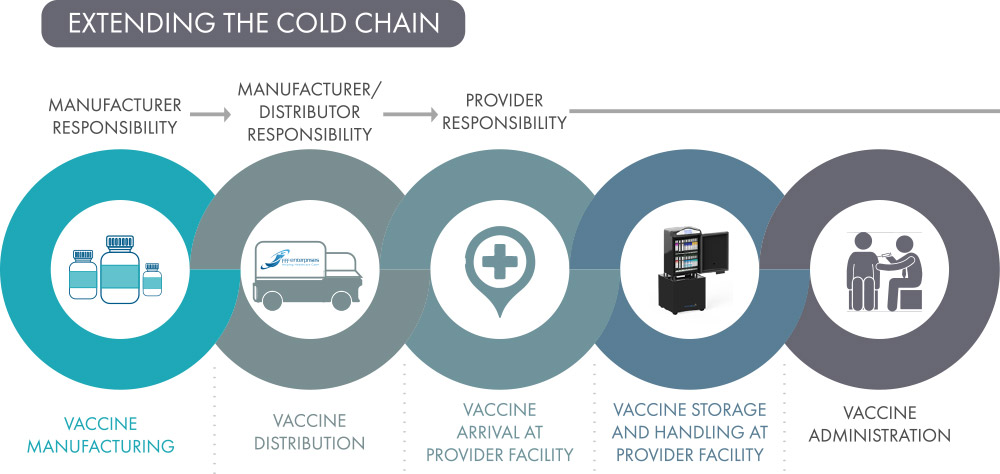 EXTENDING THE COLD CHAIN
MANUFACTURER
RESPONSIBILITY
MANUFACTURER/
DISTRIBUTOR
RESPONSIBILITY
PROVIDER
RESPONSIBILITY
VACCINE
MANUFACTURING
VACCINE
DISTRIBUTION
VACCINE
ARRIVAL AT
PROVIDER FACILITY
VACCINE STORAGE
AND HANDLING AT
PROVIDER FACILITY
VACCINE
ADMINISTRATION